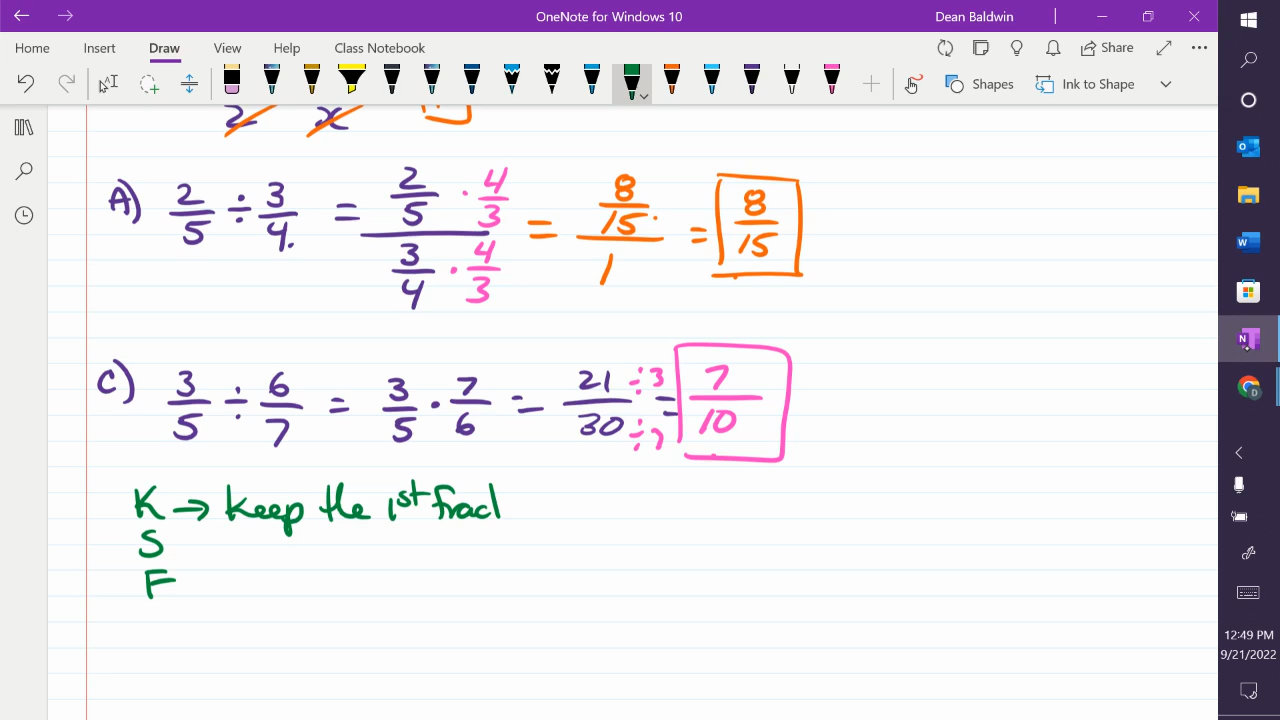 OneNote for Windows 10
Dean Baldwin
Home Insert Draw View Help Class Notebook
Share
Shapes Ink to Shape
2 x
A) 2/5 ÷ 3/4. = (2/5 · 4/3)/(3/4 · 4/3) = (8/15)/1 = 8/15
C) 3/5 ÷ 6/7 = 3/5 · 7/6 = 21/30 ÷3/÷3 = 7/10
K → keep the 1st fract
S
F
12:49 PM
9/21/2022